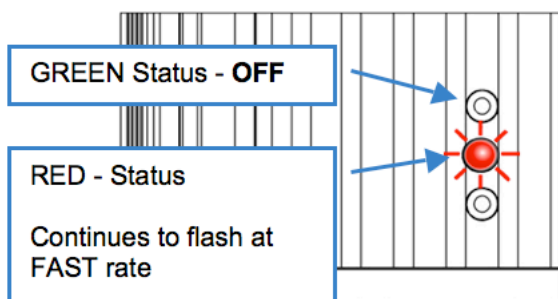 GREEN Status - OFF
RED - Status
Continues to flash at
FAST rate